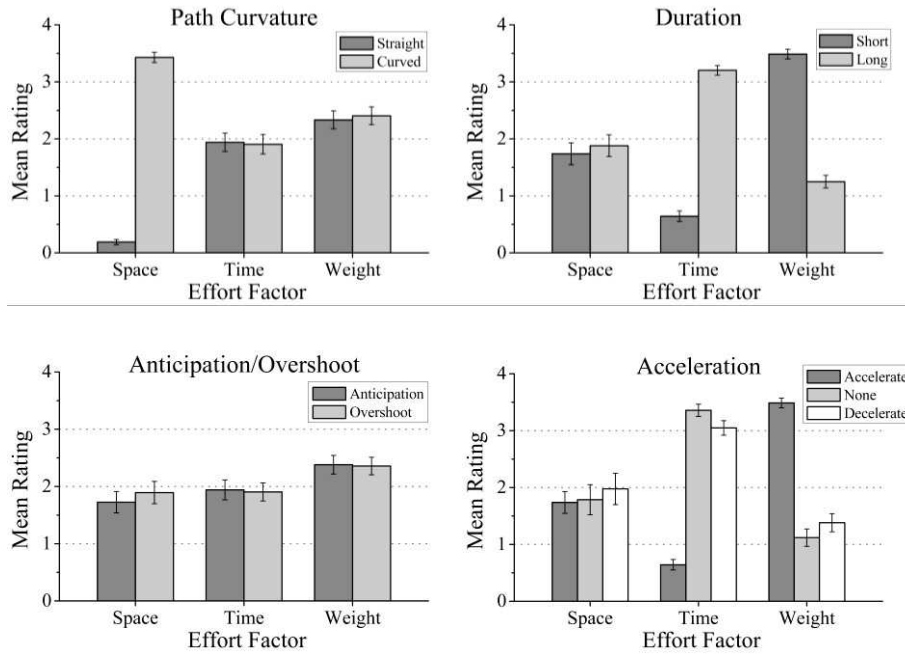 Path Curvature
4
3
2
1
0
Mean Rating
Straight
Curved
Space Time Weight
Effort Factor
Duration
4
3
2
1
0
Mean Rating
Short
Long
Space Time Weight
Effort Factor
Anticipation/Overshoot
4
3
2
1
0
Mean Rating
Anticipation
Overshoot
Space Time Weight
Effort Factor
Acceleration
4
3
2
1
0
Mean Rating
Accelerate
None
Decelerate
Space Time Weight
Effort Factor